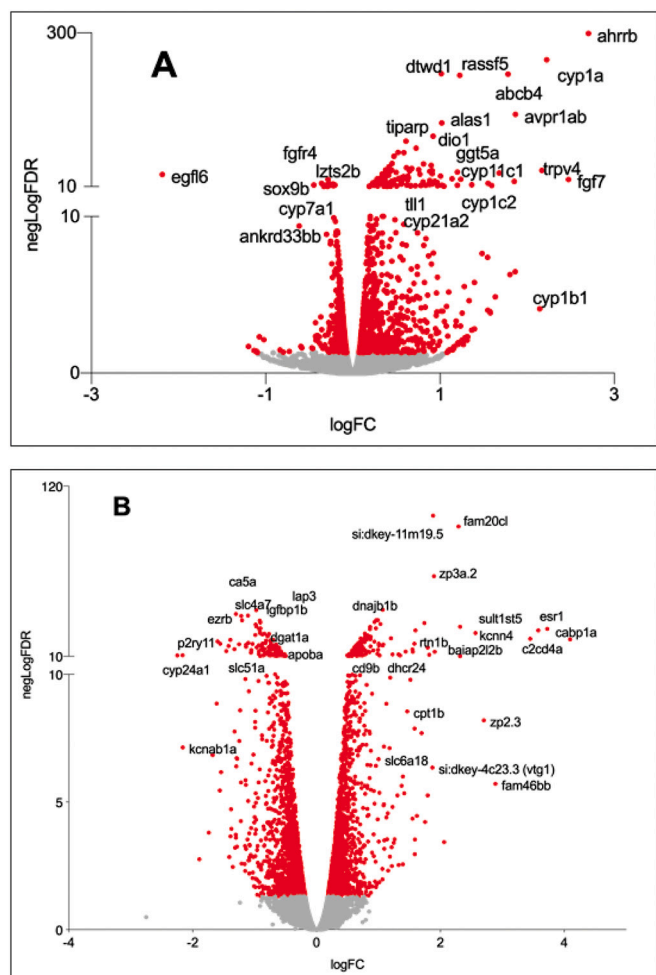 300
ahrrb
A
dtwd1 rassf5
cyp1a
abcb4
alas1 avpr1ab
tiparp
dio1
fgfr4
lzts2b ggt5a
egfl6
cyp11c1 trpv4
10 sox9b fgf7
10 cyp7a1 tll1 cyp1c2
ankrd33bb cyp21a2
negLogFDR
cyp1b1
0
-3 -1 1 3
logFC
120
B
fam20cl
si:dkey-11m19.5
zp3a.2
ca5a
lap3
slc4a7
igfbp1b dnajb1b
ezrb sult1st5 esr1
p2ry11 dgat1a rtn1b kcnn4 cabp1a
10 apoba baiap2l2b c2cd4a
cyp24a1 slc51a cd9b dhcr24
10
negLogFDR
cpt1b
zp2.3
kcnab1a
slc6a18
si:dkey-4c23.3 (vtg1)
fam46bb
5
0
-4 -2 0 2 4
logFC